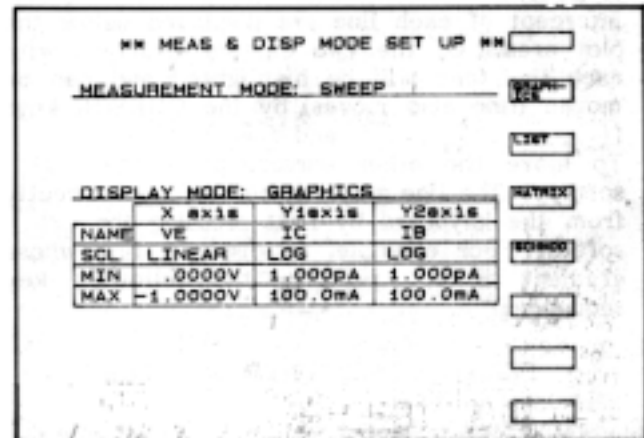 ** MEAS & DISP MODE SET UP **
MEASUREMENT MODE: SWEEP
GRAPH-
ICS
LIST
DISPLAY MODE: GRAPHICS
MATRIX
X axis Y1axis Y2axis
NAME VE IC IB
SCL LINEAR LOG LOG
SCHMOO
MIN .0000V 1.000pA 1.000pA
MAX -1.0000V 100.0mA 100.0mA